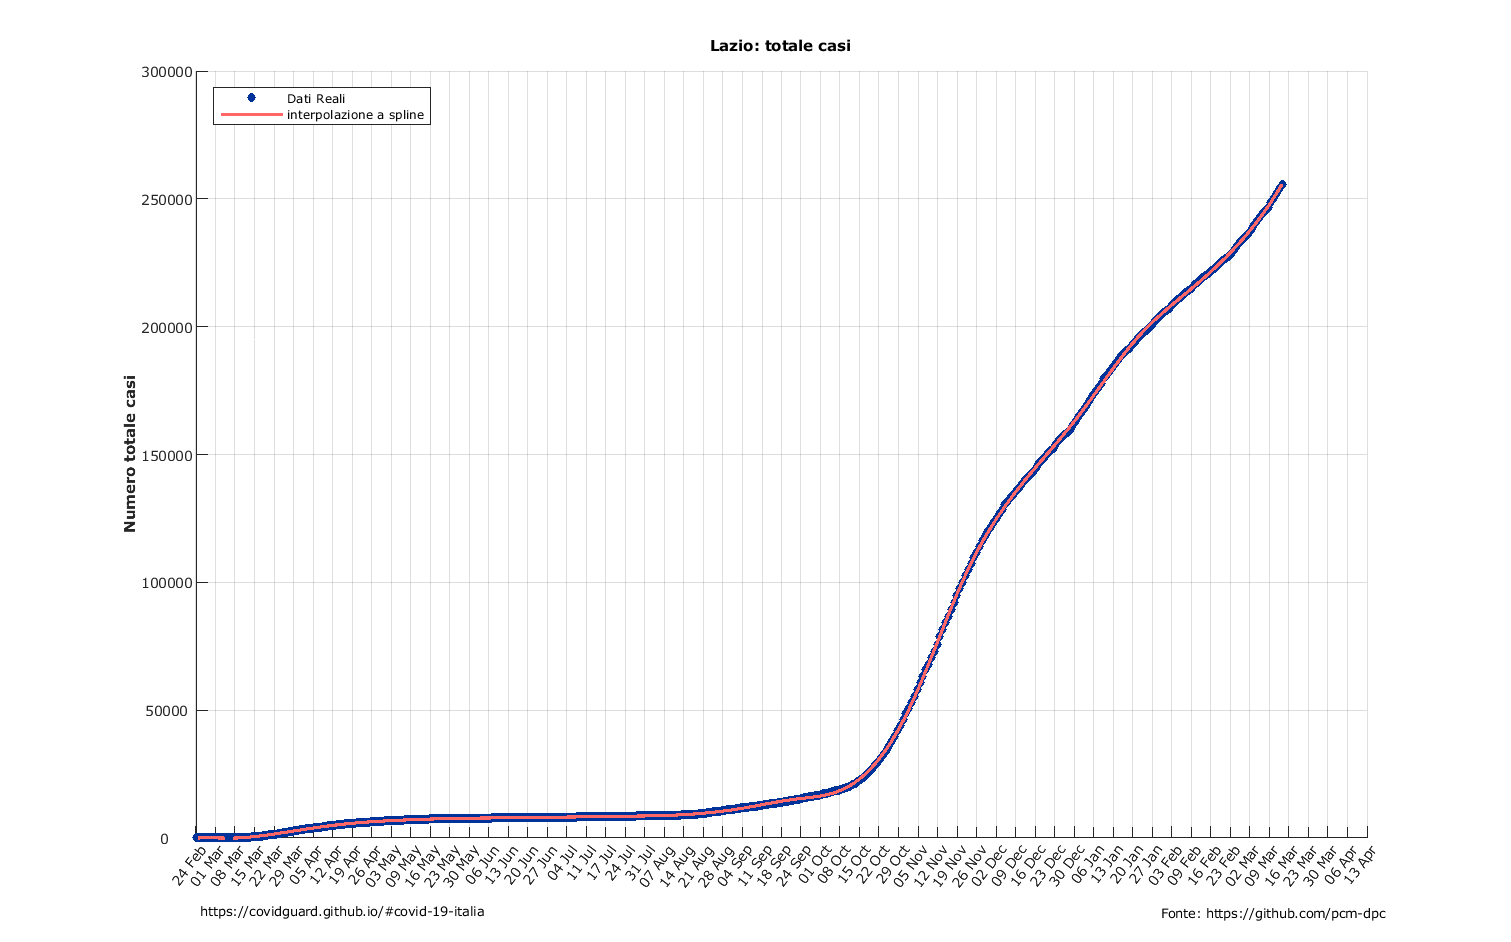 Lazio: totale casi
300000
250000
200000
150000
100000
50000
0
Numero totale casi
Dati Reali
interpolazione a spline
24 Feb
01 Mar
08 Mar
15 Mar
22 Mar
29 Mar
05 Apr
12 Apr
19 Apr
26 Apr
03 May
09 May
16 May
23 May
30 May
06 Jun
13 Jun
20 Jun
27 Jun
04 Jul
11 Jul
17 Jul
24 Jul
31 Jul
07 Aug
14 Aug
21 Aug
28 Aug
04 Sep
11 Sep
18 Sep
24 Sep
01 Oct
08 Oct
15 Oct
22 Oct
29 Oct
05 Nov
12 Nov
19 Nov
26 Nov
02 Dec
09 Dec
16 Dec
23 Dec
30 Dec
06 Jan
13 Jan
20 Jan
27 Jan
03 Feb
09 Feb
16 Feb
23 Feb
02 Mar
09 Mar
16 Mar
23 Mar
30 Mar
06 Apr
13 Apr
https://covidguard.github.io/#covid-19-italia
Fonte: https://github.com/pcm-dpc